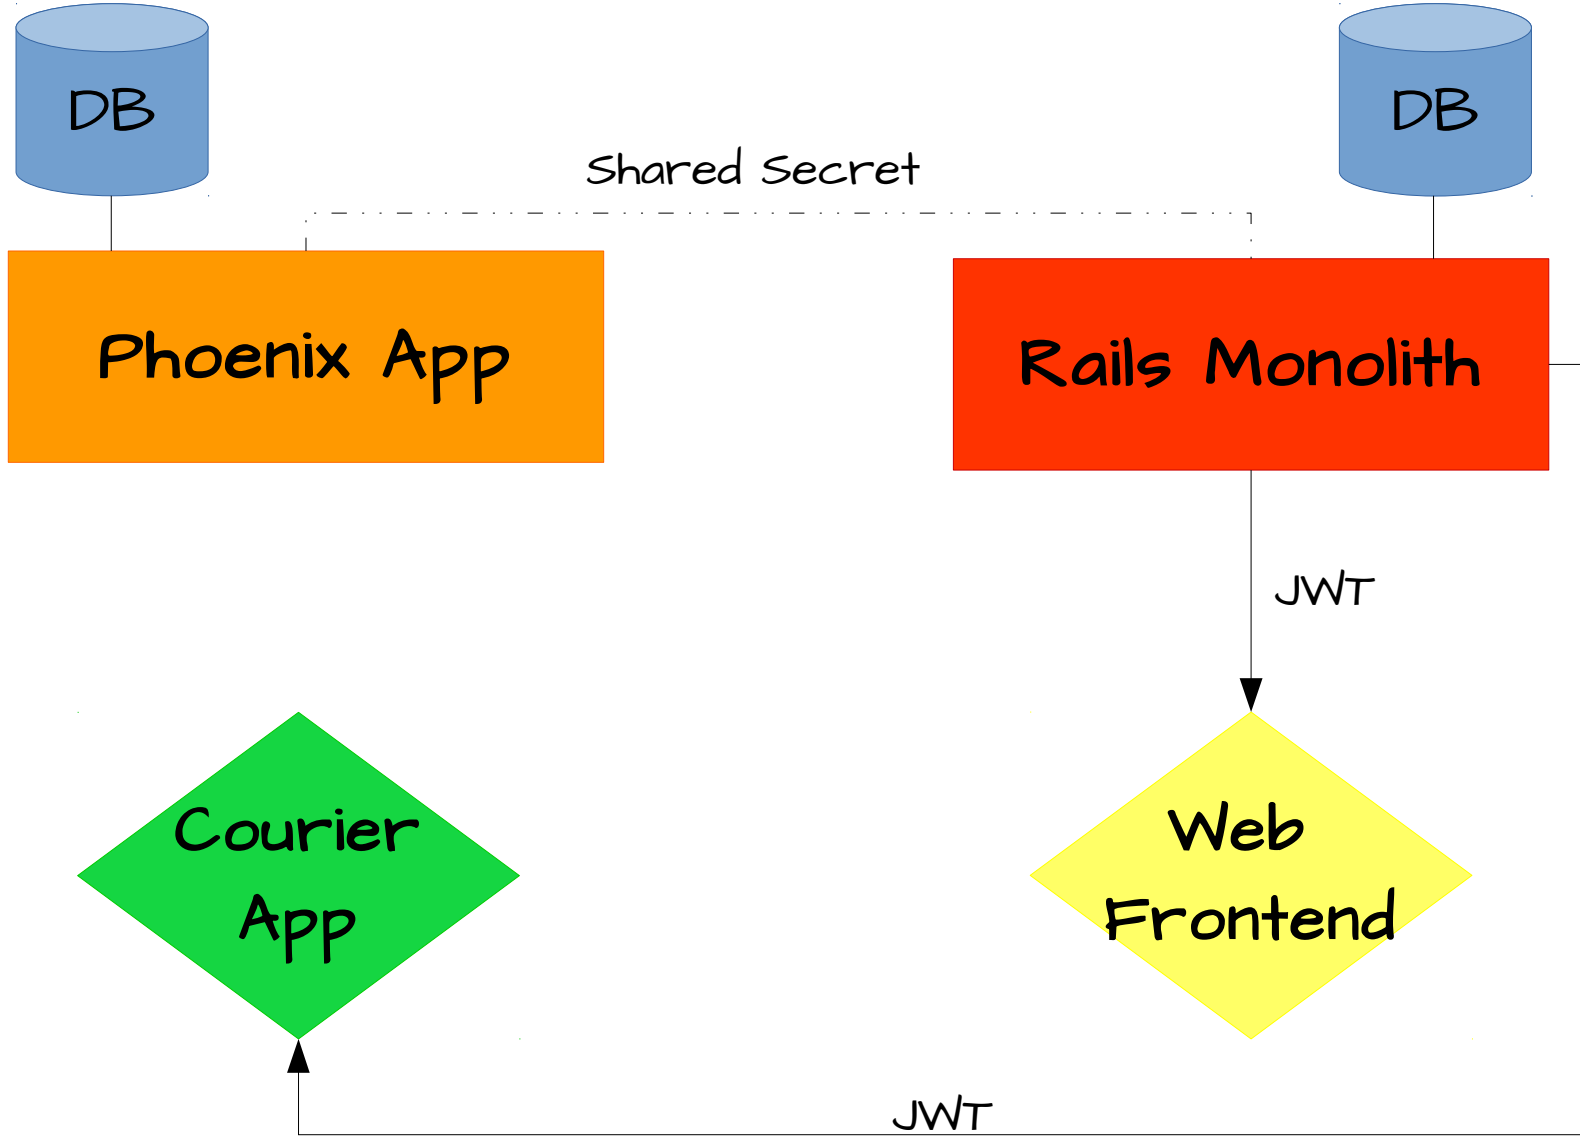 DB
DB
Shared Secret
Phoenix App
Rails Monolith
JWT
Courier
App
Web
Frontend
JWT